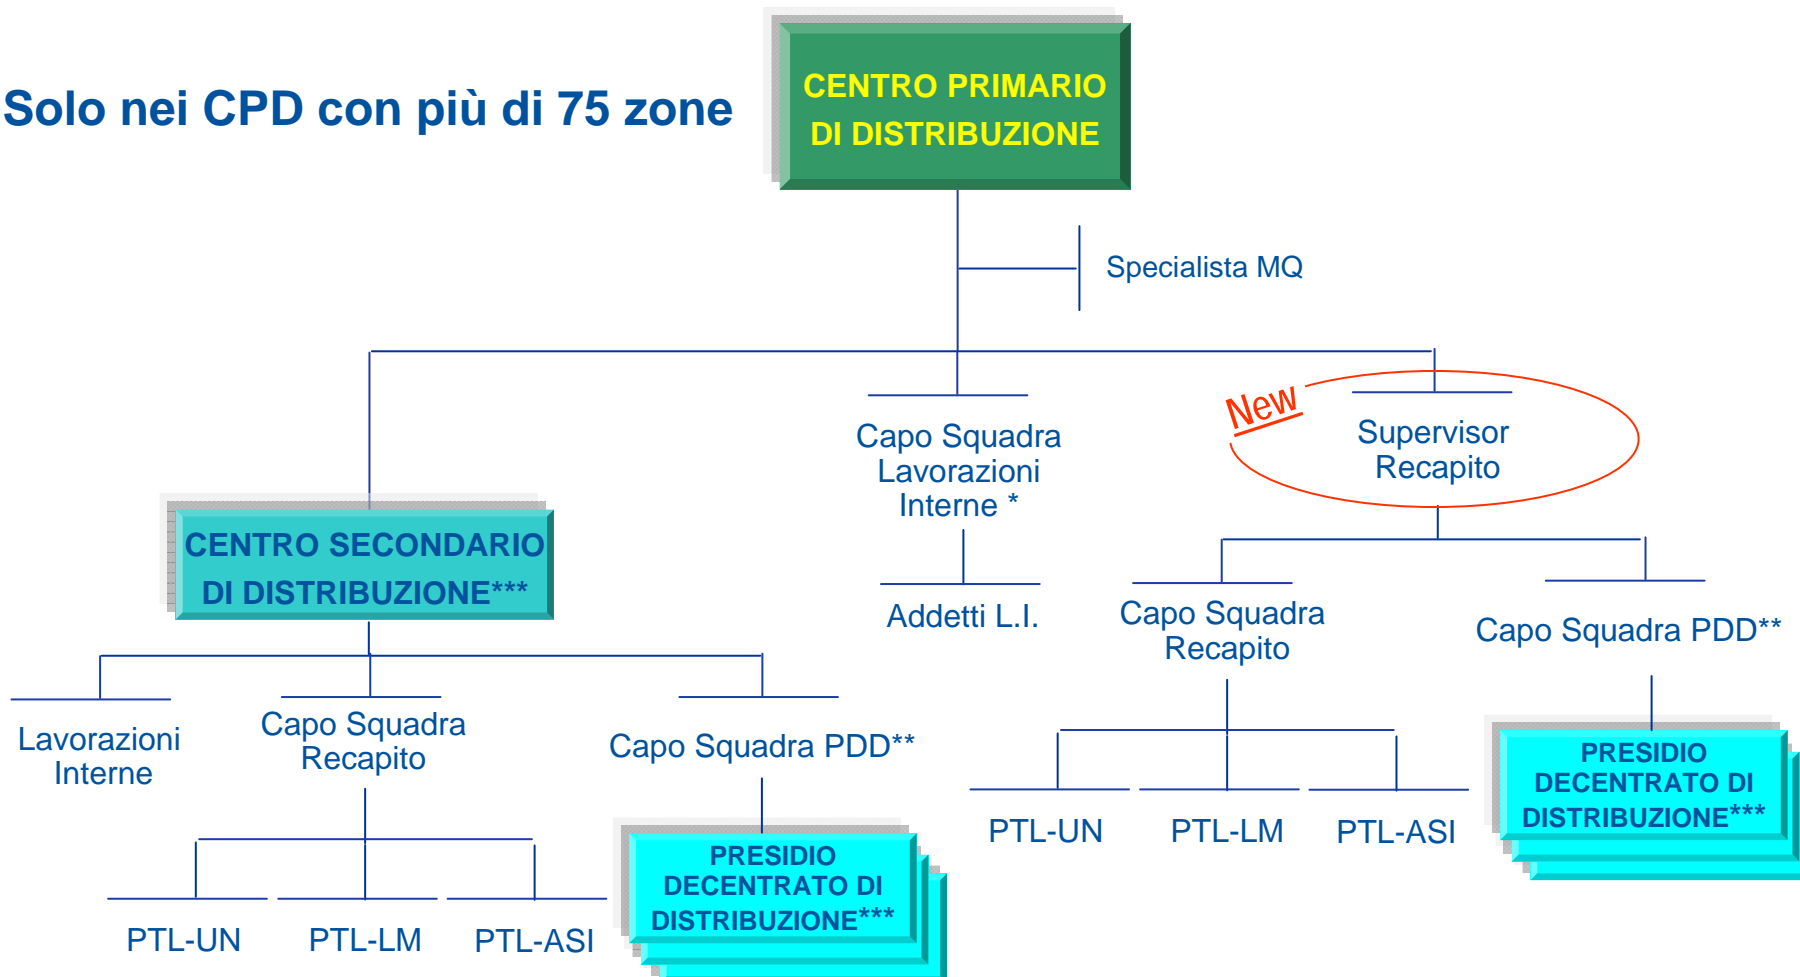 Solo nei CPD con più di 75 zone
CENTRO PRIMARIO
DI DISTRIBUZIONE
Specialista MQ
New
Capo Squadra
Lavorazioni
Interne *
Supervisor
Recapito
CENTRO SECONDARIO
DI DISTRIBUZIONE***
Addetti L.I.
Capo Squadra
Recapito
Capo Squadra PDD**
Lavorazioni
Interne
Capo Squadra
Recapito
Capo Squadra PDD**
PTL-UN
PTL-LM
PTL-ASI
PRESIDIO
DECENTRATO DI
DISTRIBUZIONE***
PTL-UN
PTL-LM
PTL-ASI
PRESIDIO
DECENTRATO DI
DISTRIBUZIONE***